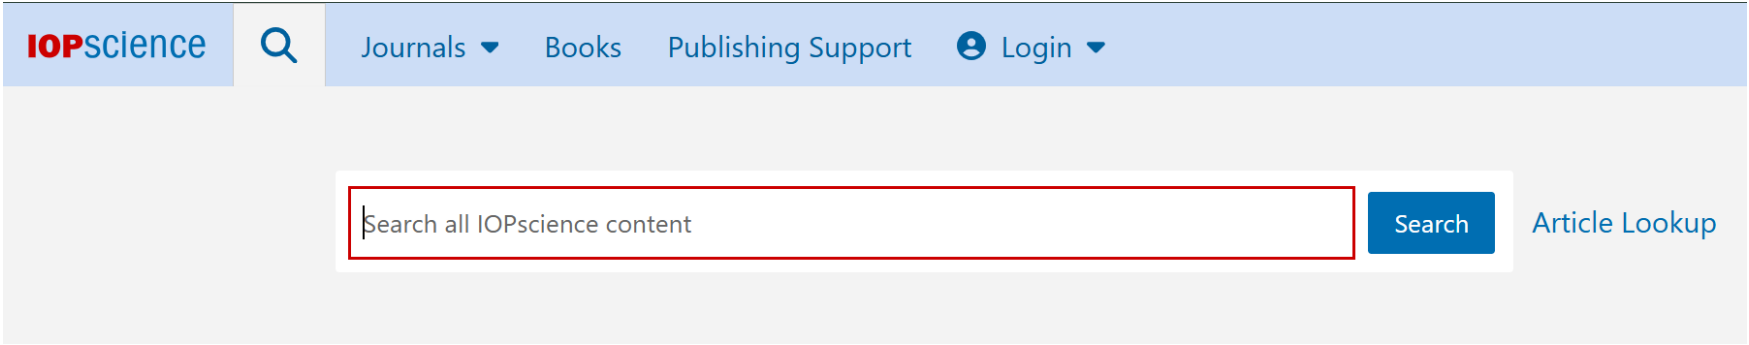 IOPscience Journals Books Publishing Support Login
Search all IOPscience content Search Article Lookup